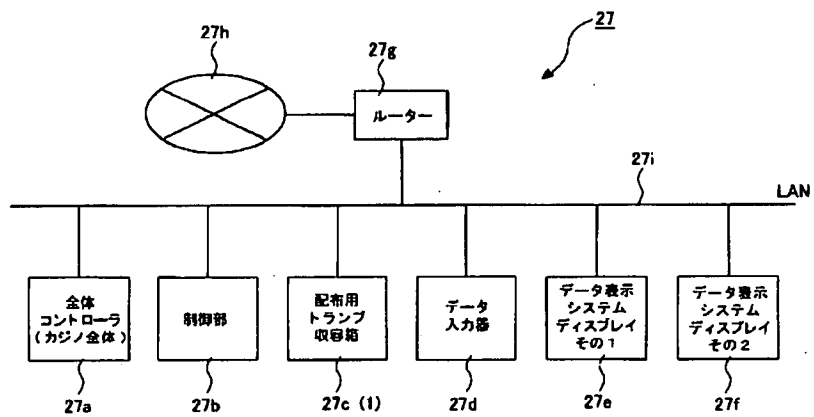 27
27h
27g
ルーター
27i
LAN
全体
コントローラ
(カジノ全体)
制御部
配布用
トランプ
収容箱
データ
入力器
データ表示
システム
ディスプレイ
その1
データ表示
システム
ディスプレイ
その2
27a
27b
27c (1)
27d
27e
27f